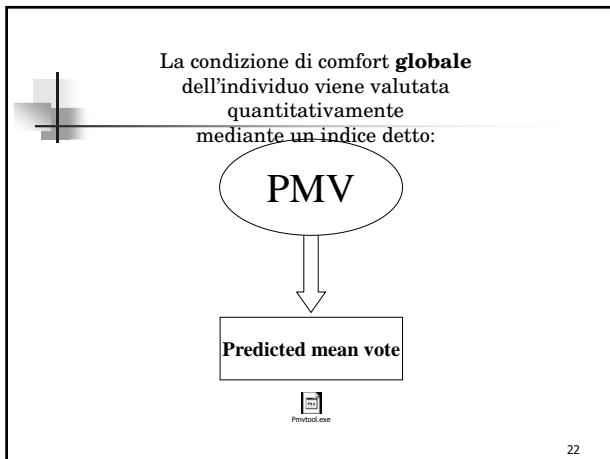 La condizione di comfort globale
dell'individuo viene valutata
quantitativamente
mediante un indice detto:
PMV
Predicted mean vote
Pmvtool.exe
22